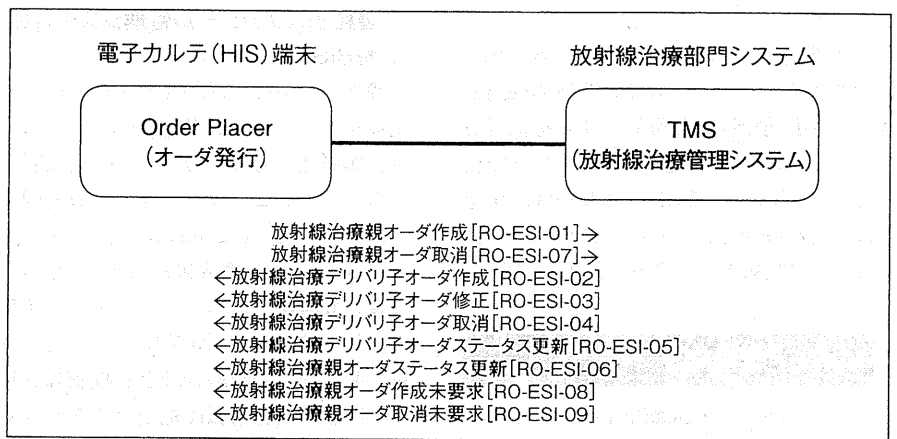 電子カルテ(HIS)端末
放射線治療部門システム
Order Placer
(オーダ発行)
TMS
(放射線治療管理システム)
放射線治療親オーダ作成[RO-ESI-01]→
放射線治療親オーダ取消[RO-ESI-07]→
←放射線治療デリバリ子オーダ作成[RO-ESI-02]
←放射線治療デリバリ子オーダ修正[RO-ESI-03]
←放射線治療デリバリ子オーダ取消[RO-ESI-04]
←放射線治療デリバリ子オーダステータス更新[RO-ESI-05]
←放射線治療親オーダステータス更新[RO-ESI-06]
←放射線治療親オーダ作成未要求[RO-ESI-08]
←放射線治療親オーダ取消未要求[RO-ESI-09]